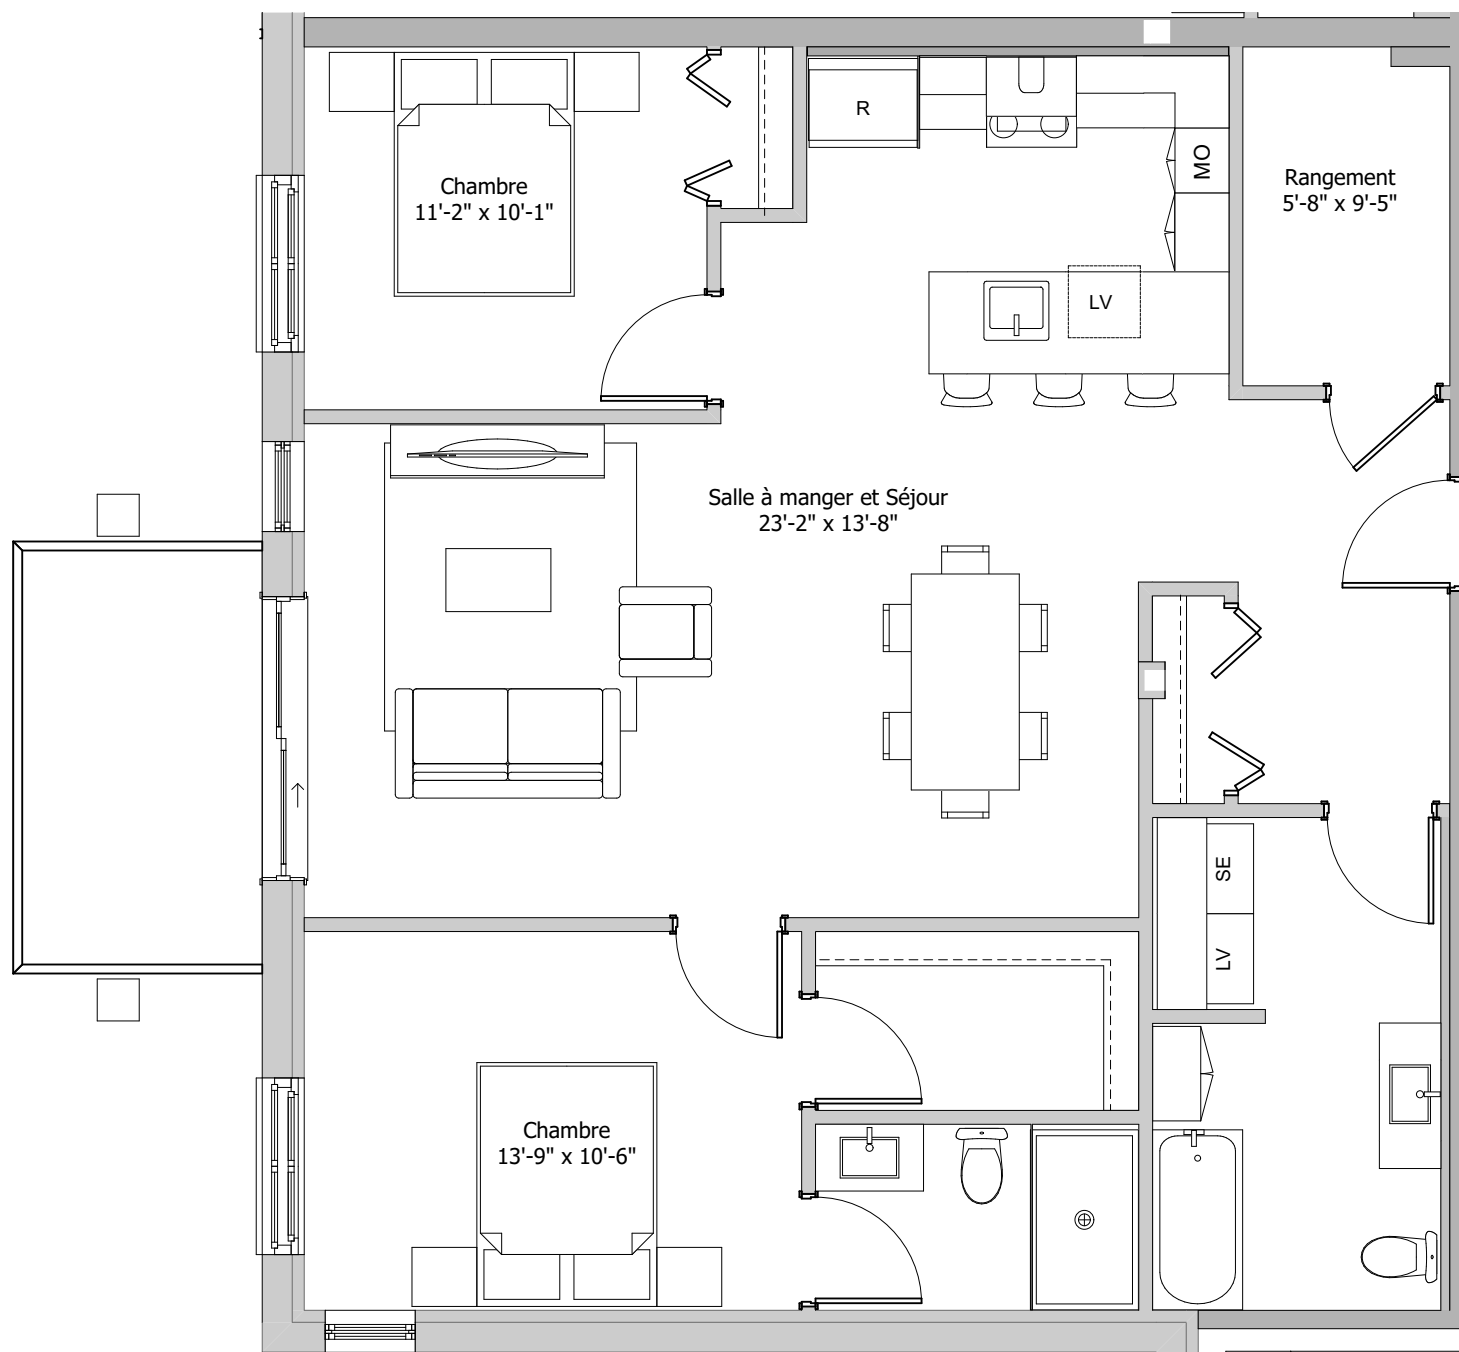 R
MO
Chambre
11'-2" x 10'-1"
Rangement
5'-8" x 9'-5"
LV
Salle à manger et Séjour
23'-2" x 13'-8"
SE
LV
Chambre
13'-9" x 10'-6"